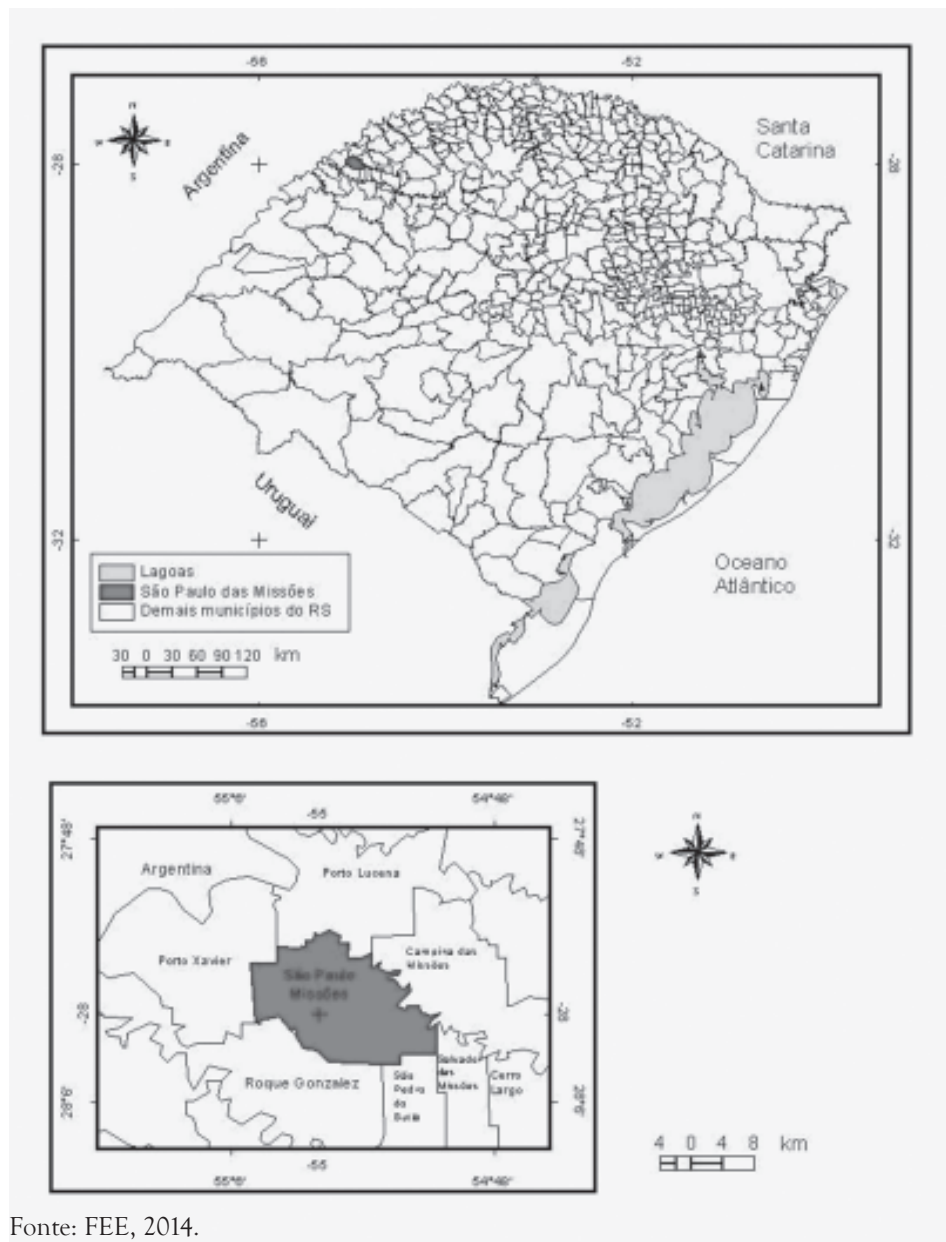 -56 -52
N
W E
S
Argentina
Santa
Catarina
-28 -28
Uruguai
-32 -32
Oceano
Atlântico
Lagoas
São Paulo das Missões
Demais municípios do RS
30 0 30 60 90 120 km
-56 -52
55°6' -55 54°48'
27°48' 27°48'
Argentina
Porto Lucena
N
W E
S
Porto Xavier
Campina das
Missões
São Paulo
Missões
-28 -28
Roque Gonzalez
São
Pedro
do
Butiá
Salvador
das
Missões
Cerro
Largo
28°6' 28°6'
55°6' -55 54°48'
4 0 4 8 km
Fonte: FEE, 2014.